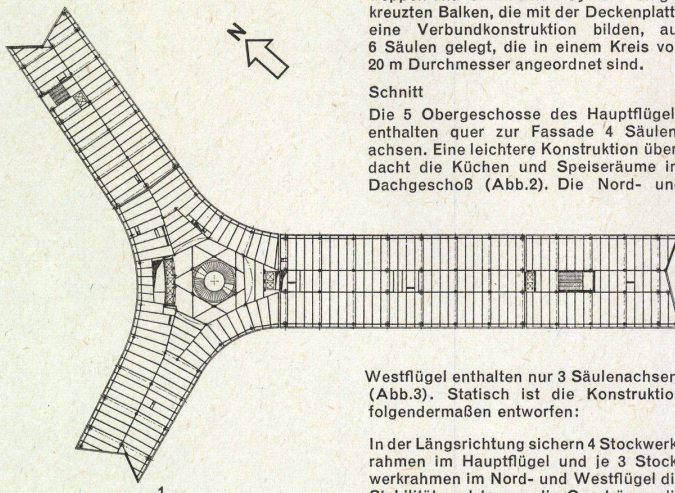 N
kreuzten Balken, die mit der Deckenplatt
eine Verbundkonstruktion bilden, au
6 Säulen gelegt, die in einem Kreis vo
20 m Durchmesser angeordnet sind.
Schnitt
Die 5 Obergeschosse des Hauptflügel
enthalten quer zur Fassade 4 Säulen
achsen. Eine leichtere Konstruktion über
dacht die Küchen und Speiseräume in
Dachgeschoß (Abb.2). Die Nord- und
Westflügel enthalten nur 3 Säulenachsen
(Abb.3). Statisch ist die Konstruktio
folgendermaßen entworfen:
In der Längsrichtung sichern 4 Stockwerk
rahmen im Hauptflügel und je 3 Stock
werkrahmen im Nord- und Westflügel di
1